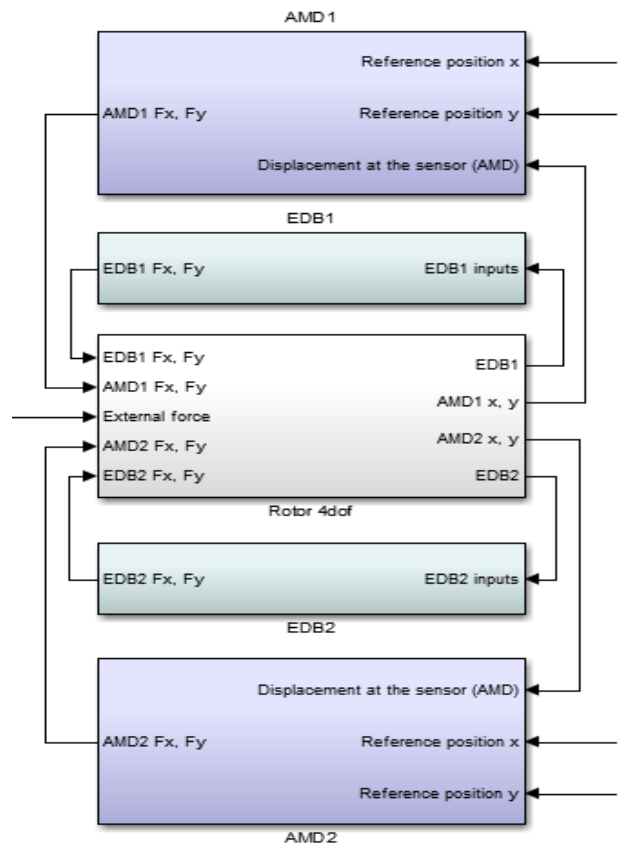 AMD1
Reference position x
AMD1 Fx, Fy
Reference position y
Displacement at the sensor (AMD)
EDB1
EDB1 Fx, Fy
EDB1 inputs
EDB1 Fx, Fy
EDB1
AMD1 Fx, Fy
AMD1 x, y
External force
AMD2 Fx, Fy
AMD2 x, y
EDB2 Fx, Fy
EDB2
Rotor 4dof
EDB2 Fx, Fy
EDB2 inputs
EDB2
Displacement at the sensor (AMD)
AMD2 Fx, Fy
Reference position x
Reference position y
AMD2